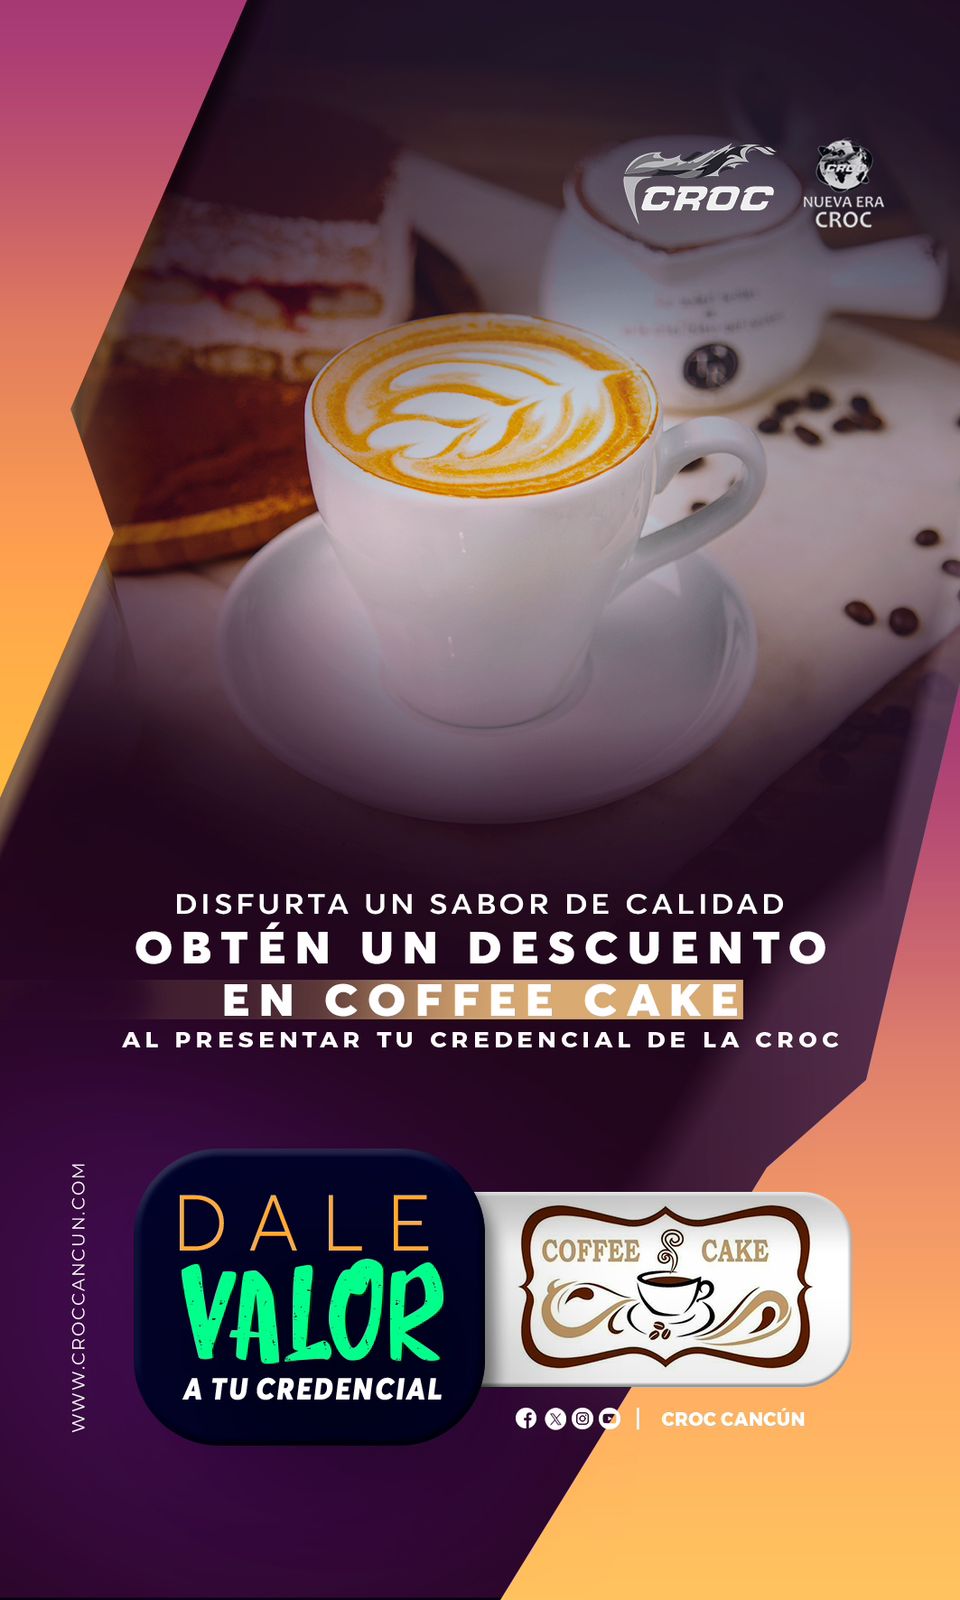 CROC
CROC
NUEVA ERA
CROC
DISFURTA UN SABOR DE CALIDAD
OBTÉN UN DESCUENTO
EN COFFEE CAKE
AL PRESENTAR TU CREDENCIAL DE LA CROC
WWW.CROCCANCUN.COM
DALE
VALOR
A TU CREDENCIAL
COFFEE CAKE
CROC CANCÚN